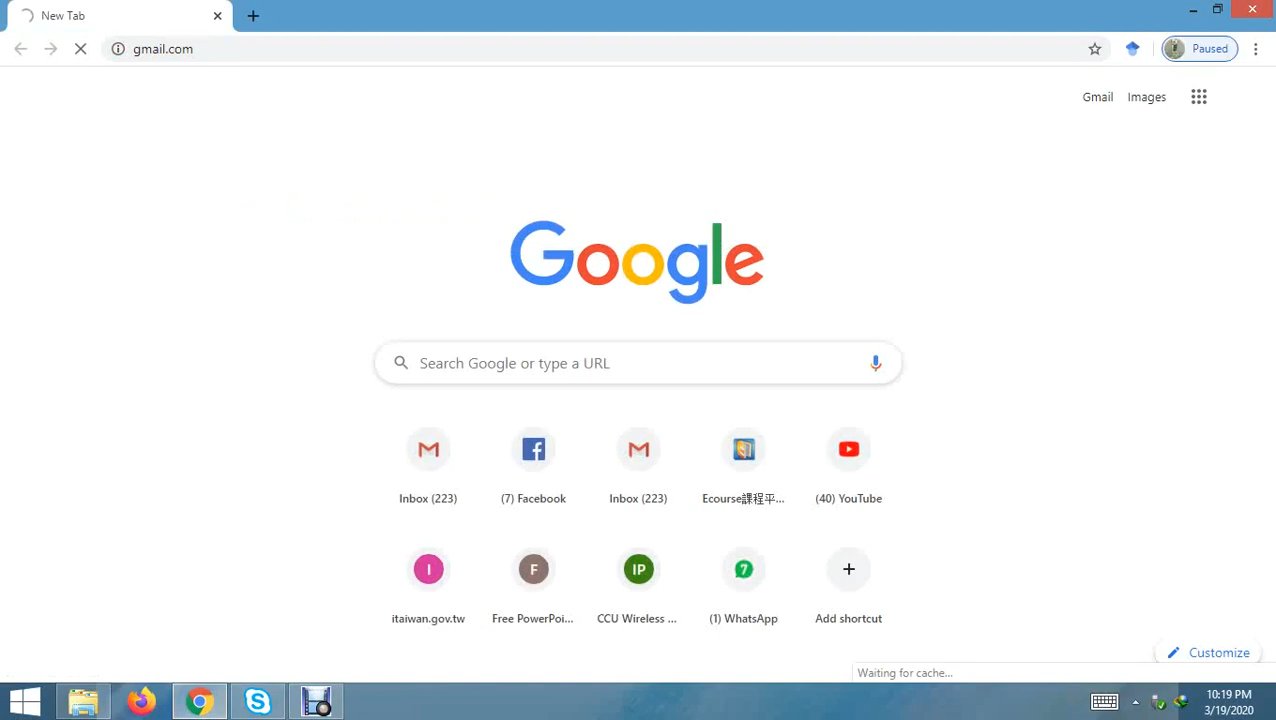 New Tab
gmail.com
Paused
Gmail
Images
Google
Search Google or type a URL
Inbox (223)
(7) Facebook
Inbox (223)
Ecourse課程平...
(40) YouTube
I
F
IP
7
itaiwan.gov.tw
Free PowerPoi...
CCU Wireless ...
(1) WhatsApp
Add shortcut
Customize
Waiting for cache...
10:19 PM
3/19/2020